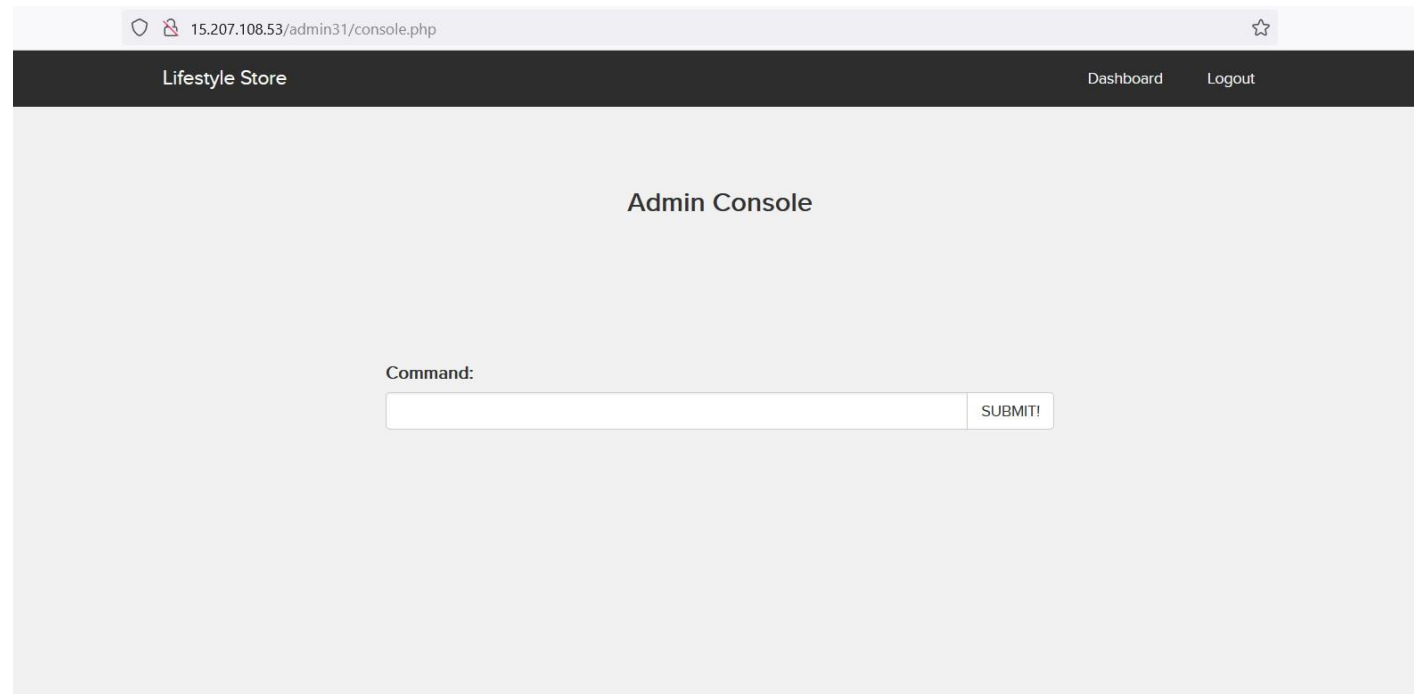 15.207.108.53/admin31/console.php
Lifestyle Store Dashboard Logout
Admin Console
Command:
SUBMIT!